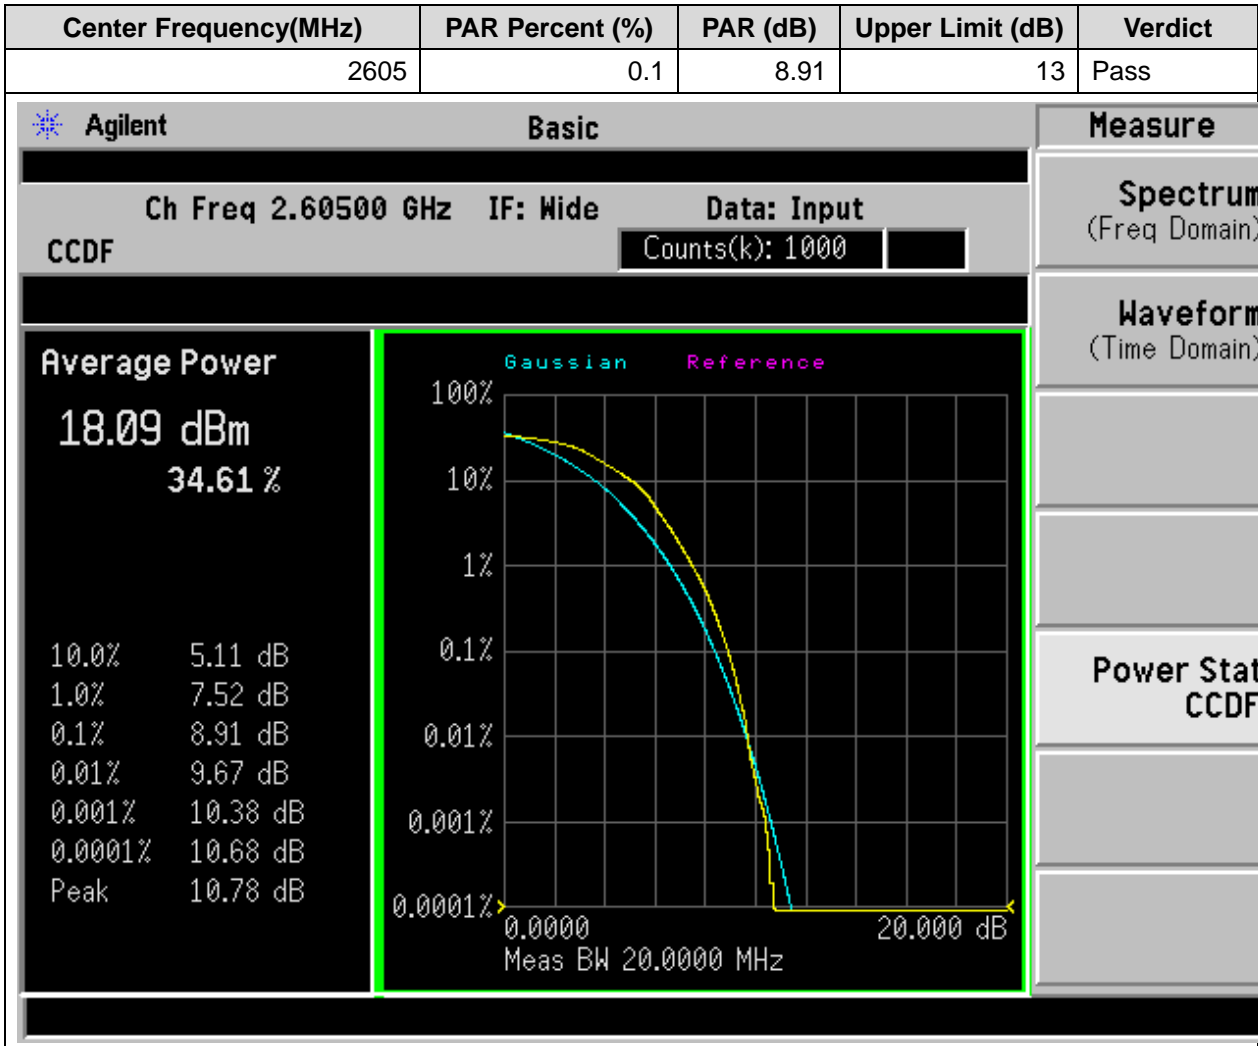 Center Frequency(MHz) PAR Percent (%) PAR (dB) Upper Limit (dB) Verdict
2605 0.1 8.91 13 Pass
Agilent Basic Measure
Ch Freq 2.60500 GHz IF: Wide Data: Input
CCDF Counts(k): 1000
Spectrum
(Freq Domain)
Waveform
(Time Domain)
Power Stat
CCDF
Average Power
18.09 dBm
34.61 %
10.0% 5.11 dB
1.0% 7.52 dB
0.1% 8.91 dB
0.01% 9.67 dB
0.001% 10.38 dB
0.0001% 10.68 dB
Peak 10.78 dB
Gaussian Reference
100%
10%
1%
0.1%
0.01%
0.001%
0.0001%
0.0000 20.000 dB
Meas BW 20.0000 MHz